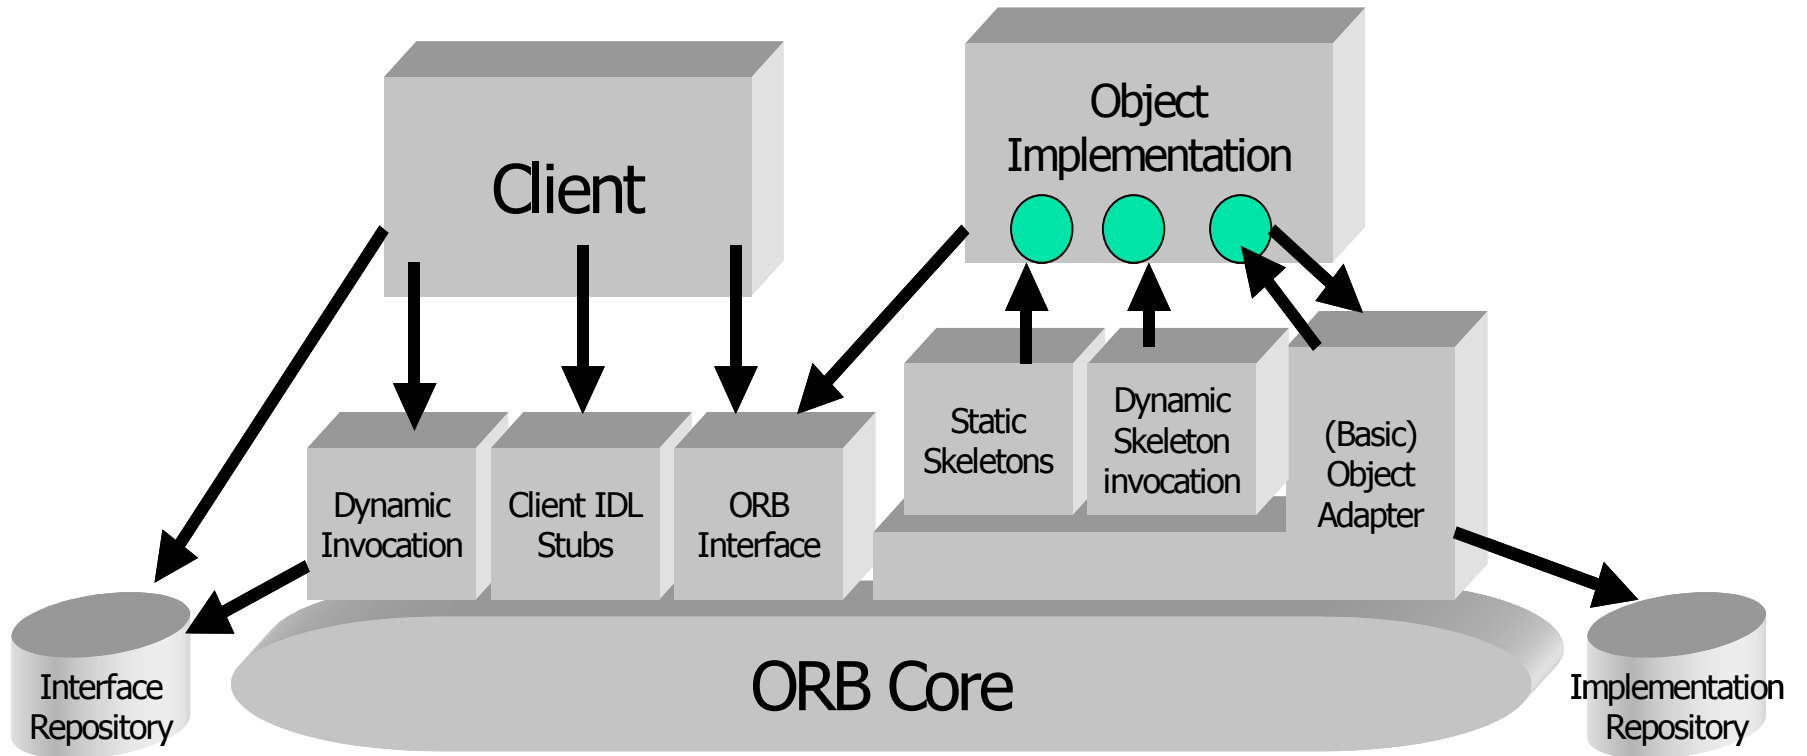 Client
Object
Implementation
Dynamic
Invocation
Client IDL
Stubs
ORB
Interface
Static
Skeletons
Dynamic
Skeleton
invocation
(Basic)
Object
Adapter
Interface
Repository
ORB Core
Implementation
Repository